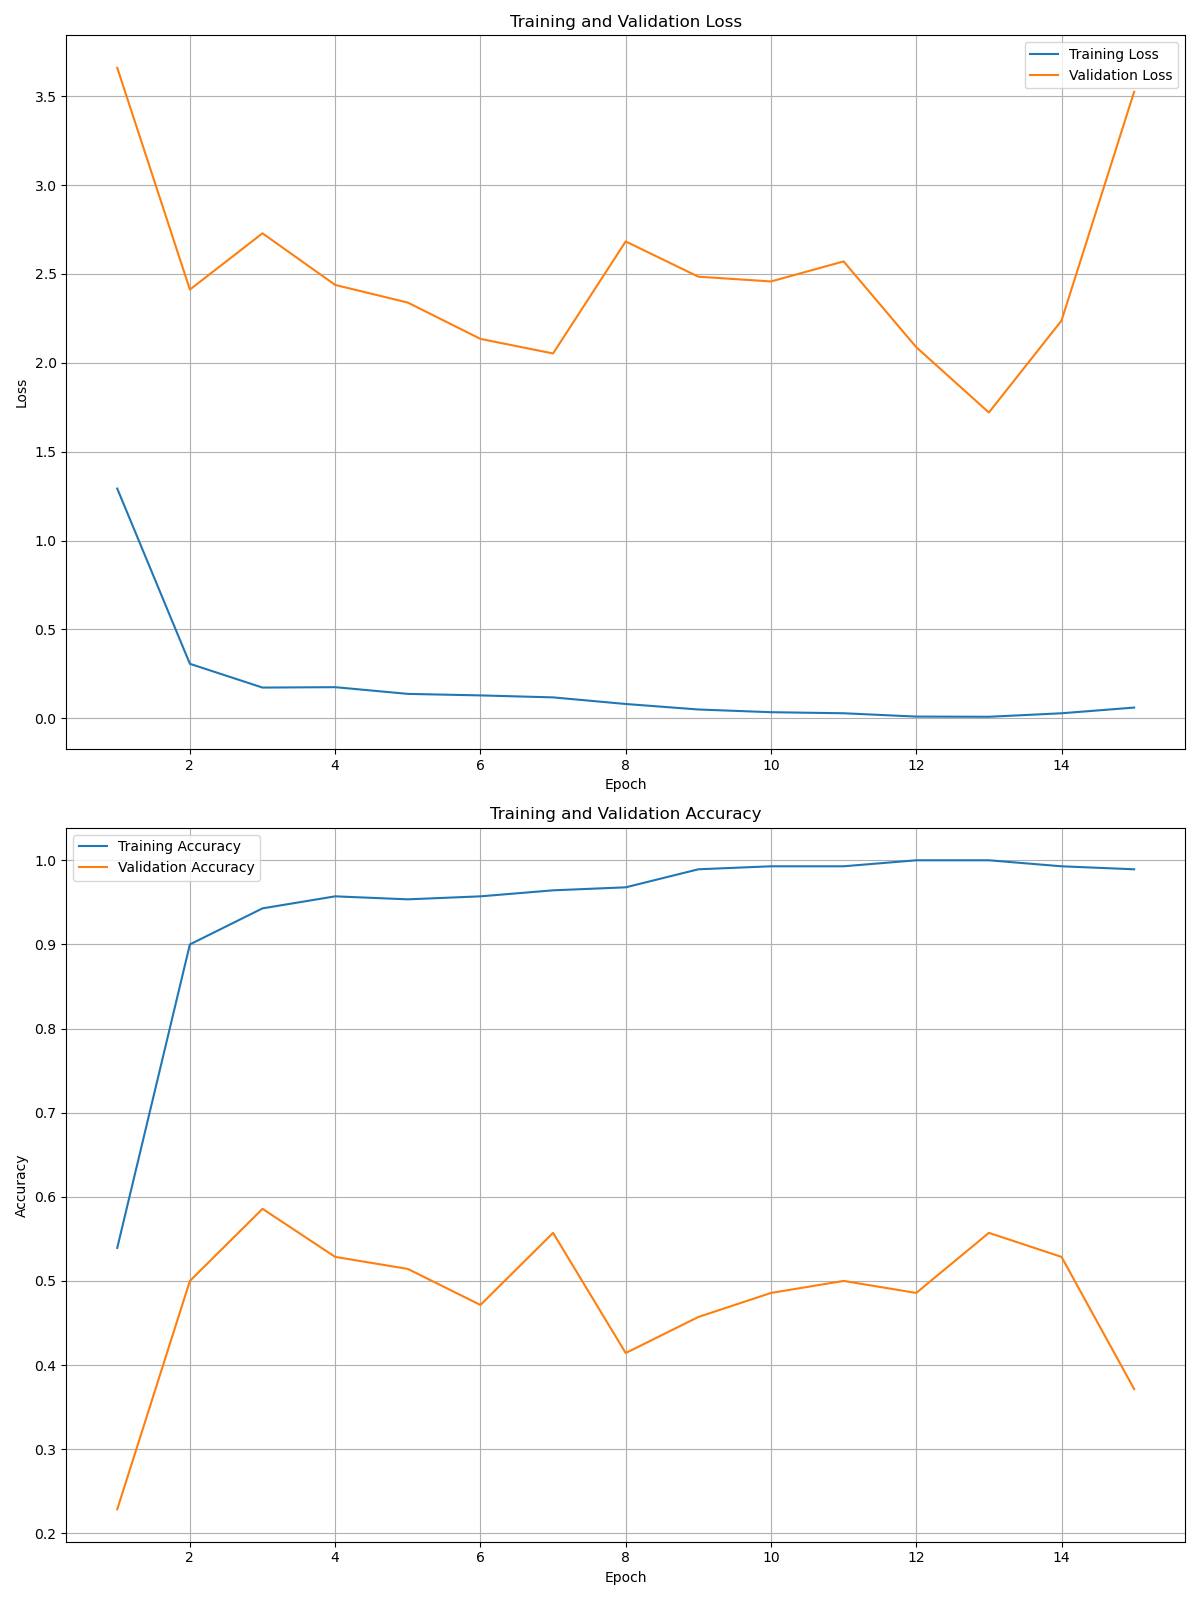 Training and Validation Loss
Training Loss
Validation Loss
3.5
3.0
2.5
2.0
1.5
1.0
0.5
0.0
Loss
2 4 6 8 10 12 14
Epoch
Training and Validation Accuracy
Training Accuracy
Validation Accuracy
1.0
0.9
0.8
0.7
0.6
0.5
0.4
0.3
0.2
Accuracy
2 4 6 8 10 12 14
Epoch